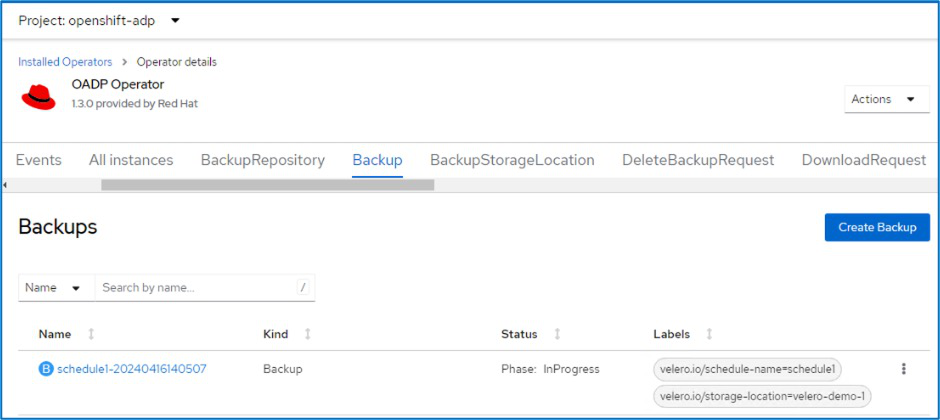 Project: openshift-adp
Installed Operators > Operator details
OADP Operator
1.3.0 provided by Red Hat
Actions
Events All instances BackupRepository Backup BackupStorageLocation DeleteBackupRequest DownloadRequest
Backups
Create Backup
Name Search by name... /
Name Kind Status Labels
B schedule1-20240416140507 Backup Phase: InProgress velero.io/schedule-name=schedule1
velero.io/storage-location=velero-demo-1